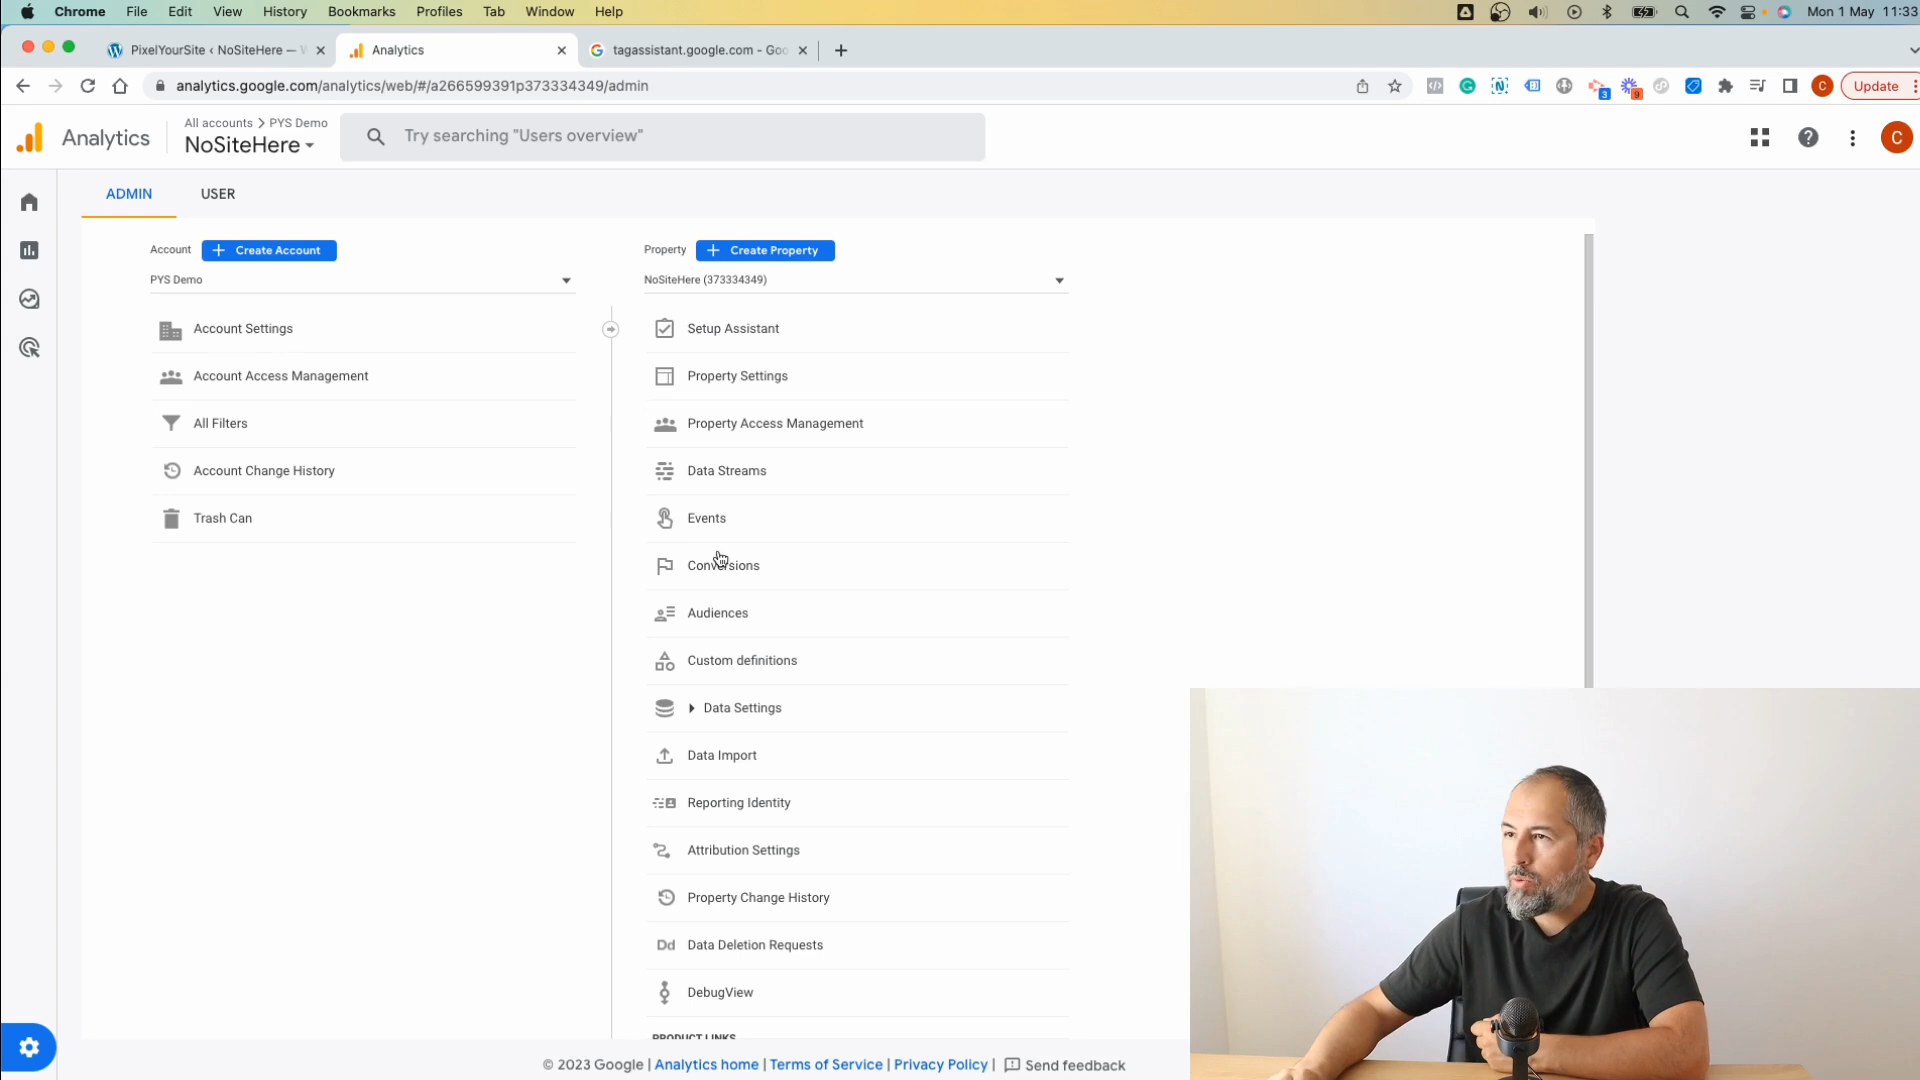 Chrome File Edit View History Bookmarks Profiles Tab Window Help Mon 1 May 11:33
PixelYourSite ‹ NoSiteHere — Analytics tagassistant.google.com - Goo
analytics.google.com/analytics/web/#/a266599391p373334349/admin 3 9 C Update
Analytics
All accounts > PYS Demo
NoSiteHere
Try searching "Users overview"
C
ADMIN USER
Account + Create Account
Property + Create Property
PYS Demo
NoSiteHere (373334349)
Account Settings
Account Access Management
All Filters
Account Change History
Trash Can
Setup Assistant
Property Settings
Property Access Management
Data Streams
Events
Conversions
Audiences
Custom definitions
Data Settings
Data Import
Reporting Identity
Attribution Settings
Property Change History
Dd Data Deletion Requests
DebugView
PRODUCT LINKS
© 2023 Google | Analytics home | Terms of Service | Privacy Policy | Send feedback